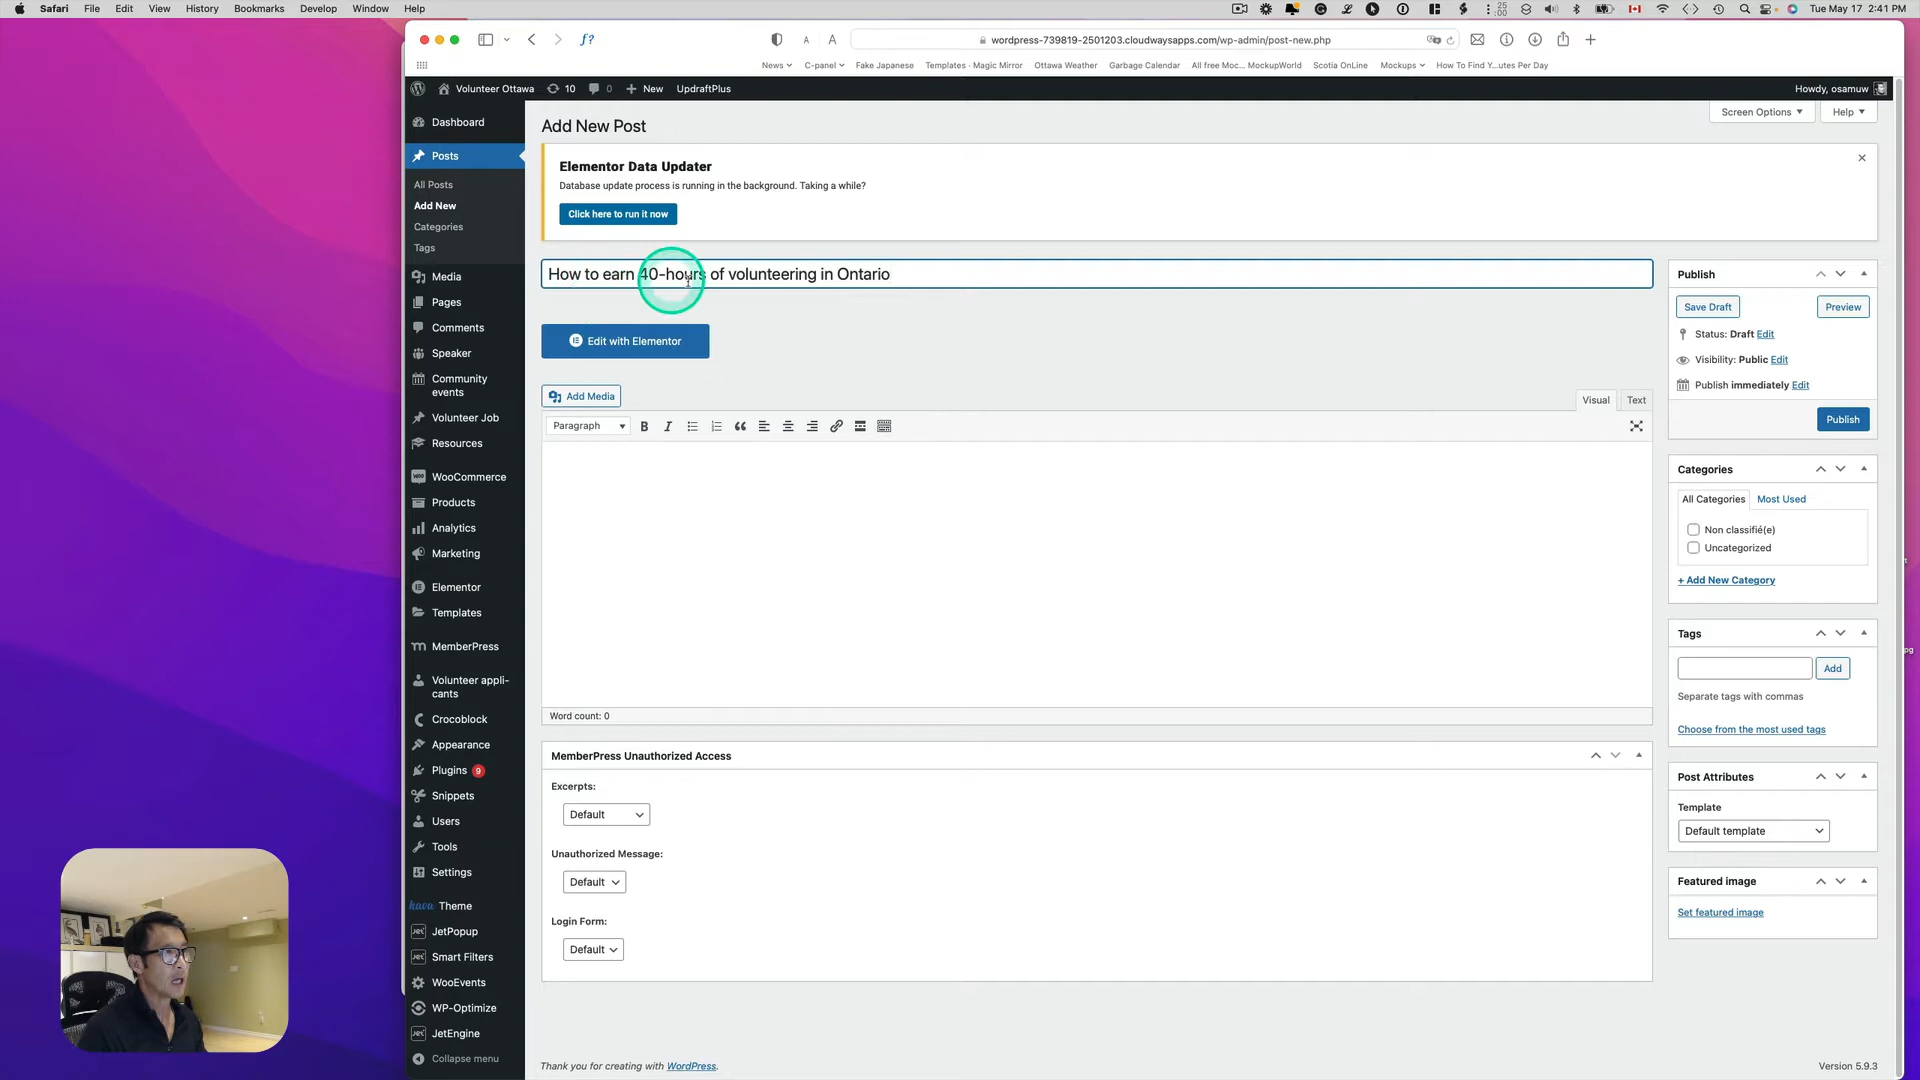 Safari File Edit View History Bookmarks Develop Window Help
25
:00
Tue May 17 2:41 PM
ƒ? A A wordpress-739819-2501203.cloudwaysapps.com/wp-admin/post-new.php
News C-panel Fake Japanese Templates - Magic Mirror Ottawa Weather Garbage Calendar All free Moc... MockupWorld Scotia OnLine Mockups How To Find Y...utes Per Day
Volunteer Ottawa 10 0 New UpdraftPlus Howdy, osamuw
Dashboard
Posts
All Posts
Add New
Categories
Tags
Media
Pages
Comments
Speaker
Community
events
Volunteer Job
Resources
WooCommerce
Products
Analytics
Marketing
Elementor
Templates
MemberPress
Volunteer appli-
cants
Crocoblock
Appearance
Plugins 9
Snippets
Users
Tools
Settings
kava Theme
JetPopup
Smart Filters
WooEvents
WP-Optimize
JetEngine
Collapse menu
Screen Options Help
Add New Post
Elementor Data Updater
Database update process is running in the background. Taking a while?
Click here to run it now
How to earn 40-hours of volunteering in Ontario
Edit with Elementor
Add Media
Visual Text
Paragraph B I
Word count: 0
MemberPress Unauthorized Access
Excerpts:
Default
Unauthorized Message:
Default
Login Form:
Default
Publish
Save Draft Preview
Status: Draft Edit
Visibility: Public Edit
Publish immediately Edit
Publish
Categories
All Categories Most Used
Non classifié(e)
Uncategorized
+ Add New Category
Tags
Add
Separate tags with commas
Choose from the most used tags
Post Attributes
Template
Default template
Featured image
Set featured image
Thank you for creating with WordPress.
Version 5.9.3
pg